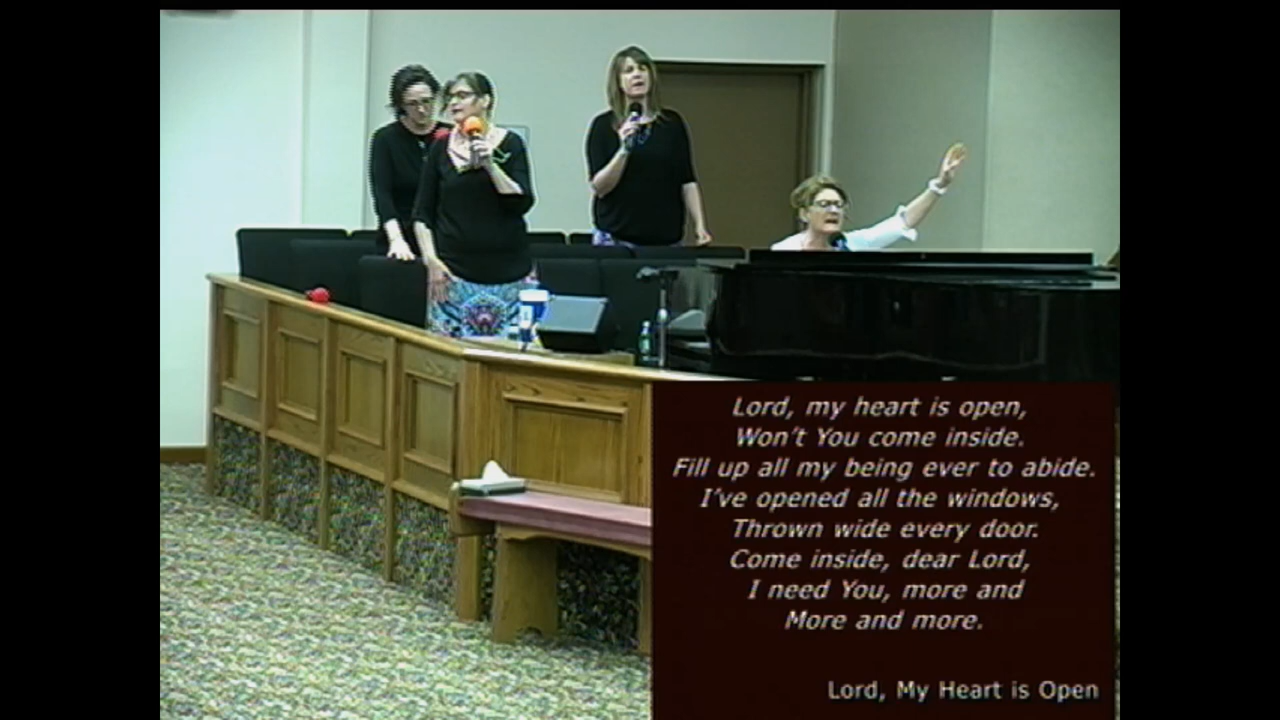 Lord, my heart is open,
Won't You come inside.
Fill up all my being ever to abide.
I've opened all the windows,
Thrown wide every door.
Come inside, dear Lord,
I need You, more and
More and more.
Lord, My Heart is Open